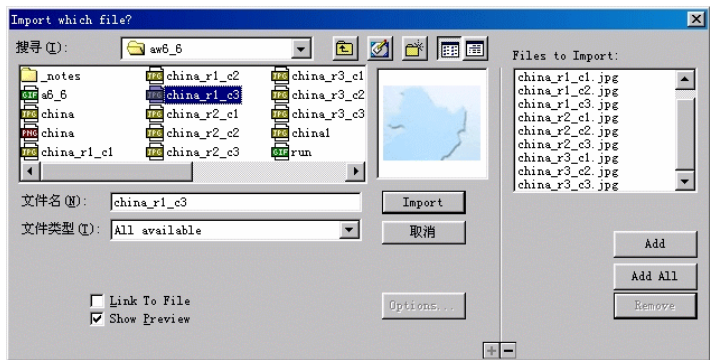 Import which file?
搜寻(I): aw6_6
Files to Import:
_notes
a6_6
china
china
china_r1_c1
china_r1_c2
china_r1_c3
china_r2_c1
china_r2_c2
china_r2_c3
china_r3_c1
china_r3_c2
china_r3_c3
china1
run
china_r1_c1.jpg
china_r1_c2.jpg
china_r1_c3.jpg
china_r2_c1.jpg
china_r2_c2.jpg
china_r2_c3.jpg
china_r3_c1.jpg
china_r3_c2.jpg
china_r3_c3.jpg
文件名(N): china_r1_c3
Import
文件类型(T): All available
取消
Add
Add All
Link To File
Options...
Remove
Show Preview